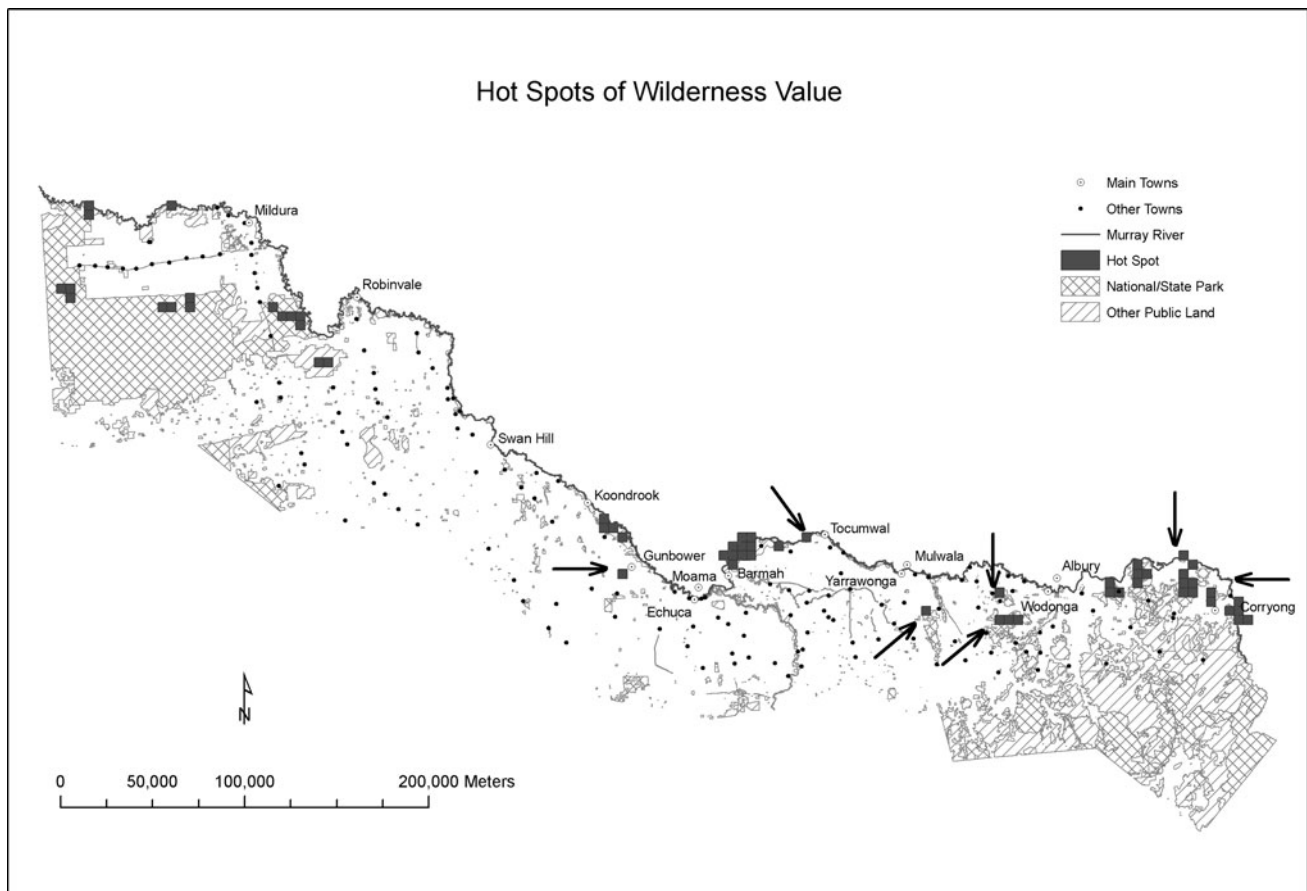 Hot Spots of Wilderness Value
Main Towns
Other Towns
Murray River
Hot Spot
National/State Park
Other Public Land
Mildura
Robinvale
Swan Hill
Koondrook
Gunbower
Moama
Echuca
Barmah
Tocumwal
Mulwala
Yarrawonga
Albury
Wodonga
Corryong
N
0 50,000 100,000 200,000 Meters